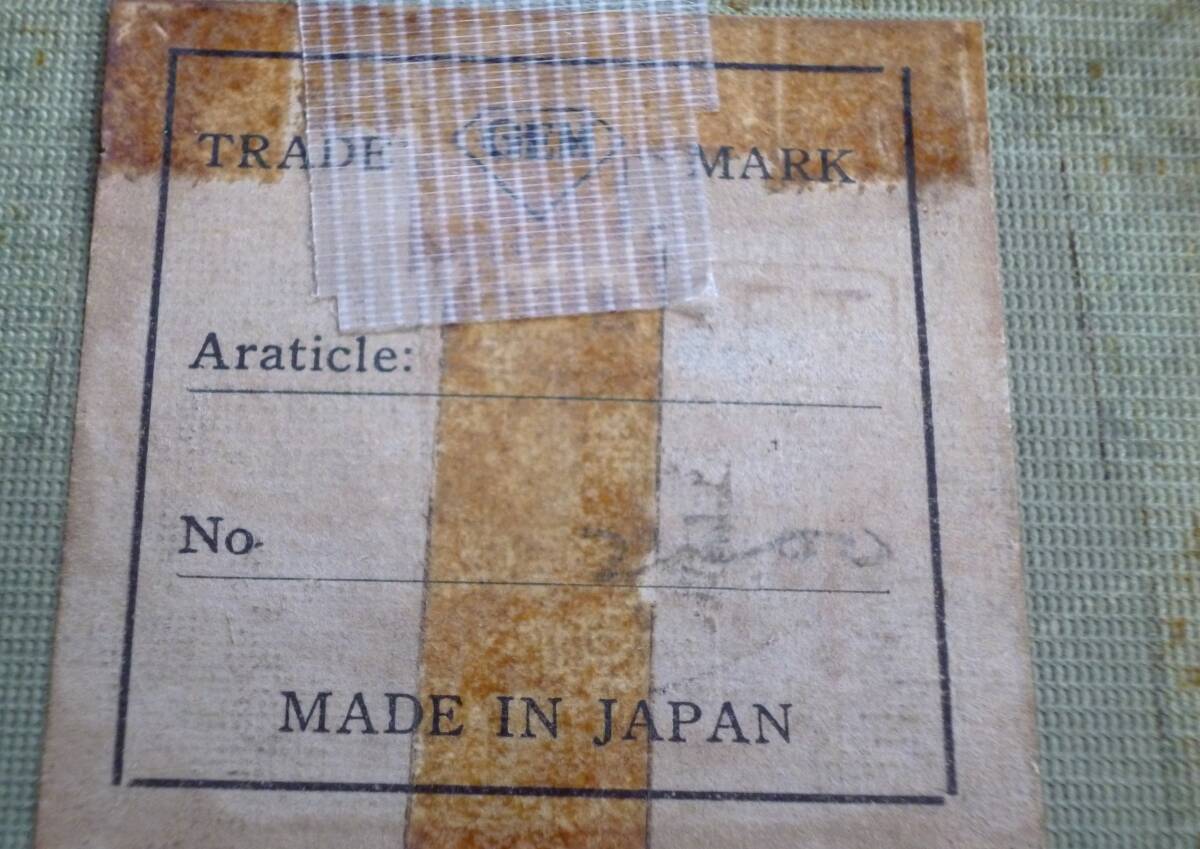 TRADE GEM MARK
Araticle:
No.
MADE IN JAPAN